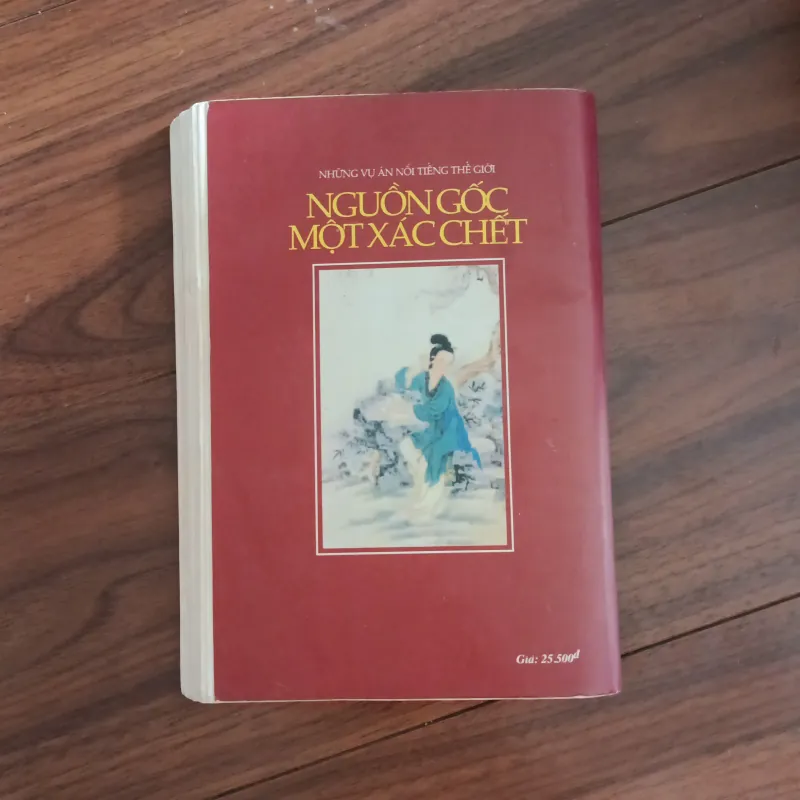 NHỮNG VỤ ÁN NỔI TIẾNG THẾ GIỚI
NGUỒN GỐC
MỘT XÁC CHẾT
Giá: 25.500đ